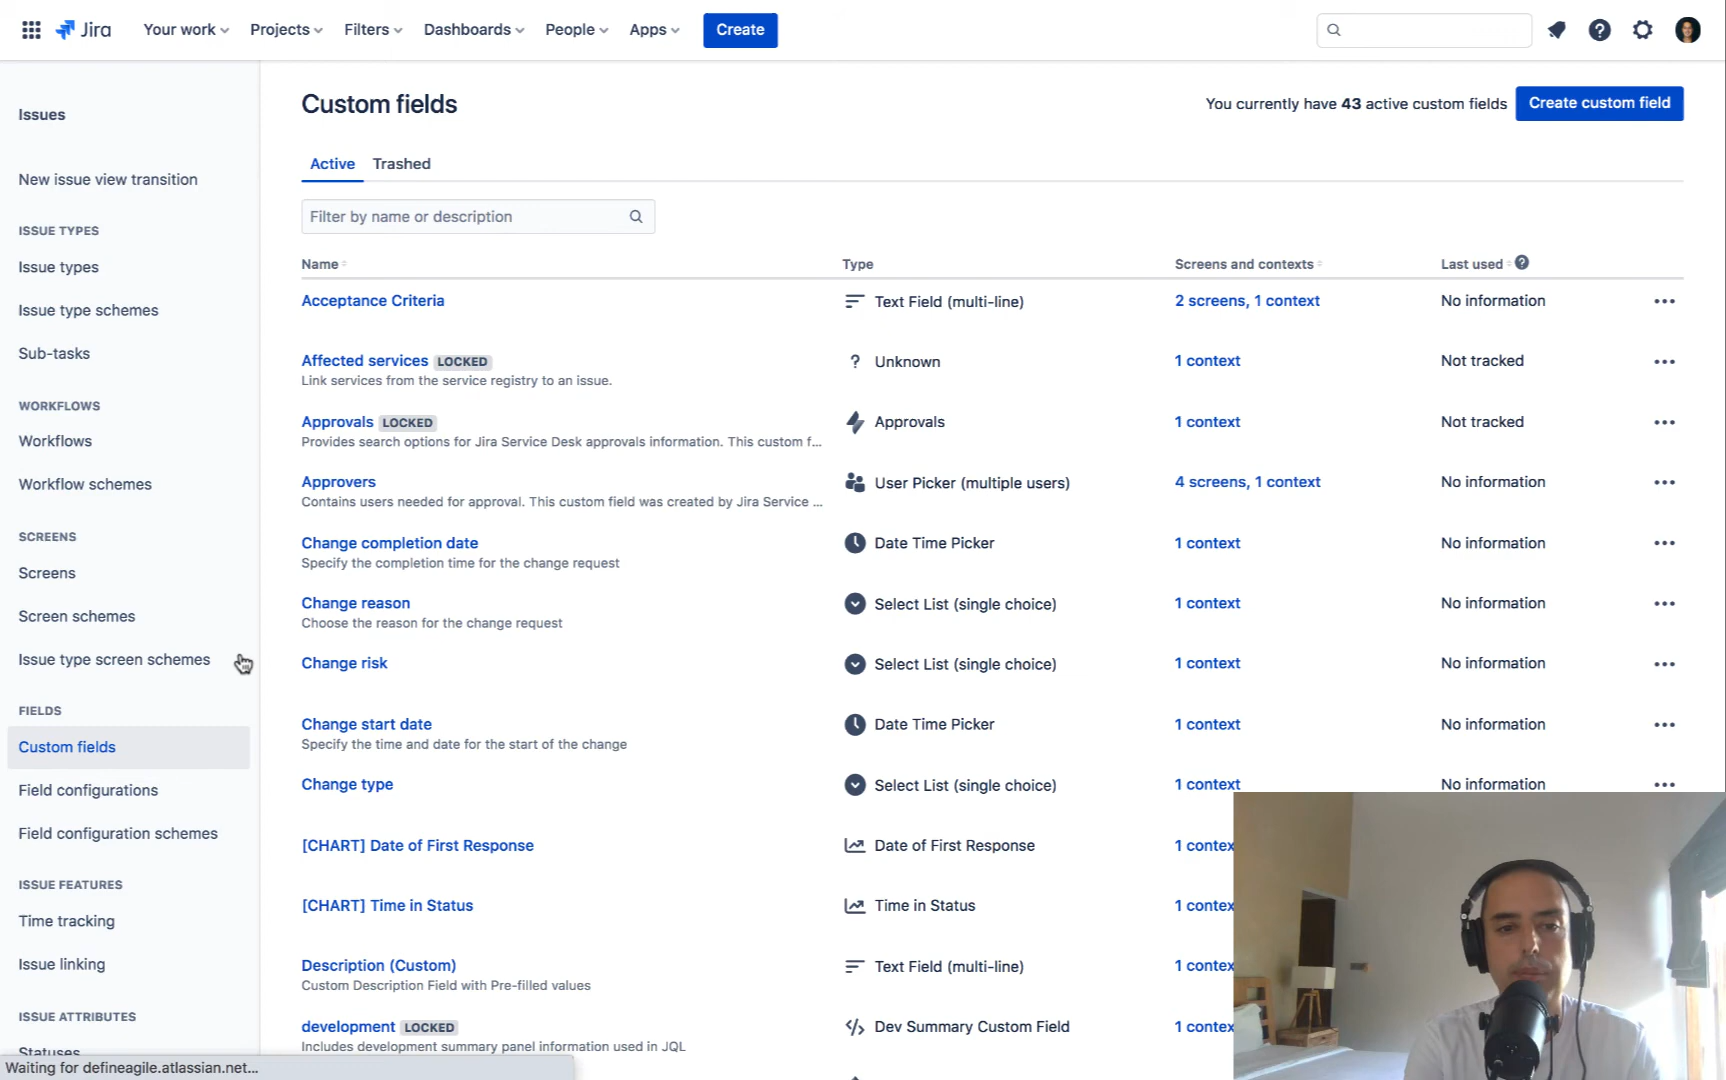 Jira Your work Projects Filters Dashboards People Apps Create
Issues
New issue view transition
ISSUE TYPES
Issue types
Issue type schemes
Sub-tasks
WORKFLOWS
Workflows
Workflow schemes
SCREENS
Screens
Screen schemes
Issue type screen schemes
FIELDS
Custom fields
Field configurations
Field configuration schemes
ISSUE FEATURES
Time tracking
Issue linking
ISSUE ATTRIBUTES
Statuses
Waiting for defineagile.atlassian.net...
Custom fields
You currently have 43 active custom fields Create custom field
Active Trashed
Filter by name or description
Name Type Screens and contexts Last used
Acceptance Criteria Text Field (multi-line) 2 screens, 1 context No information
Affected services LOCKED ? Unknown 1 context Not tracked
Link services from the service registry to an issue.
Approvals LOCKED Approvals 1 context Not tracked
Provides search options for Jira Service Desk approvals information. This custom f...
Approvers User Picker (multiple users) 4 screens, 1 context No information
Contains users needed for approval. This custom field was created by Jira Service ...
Change completion date Date Time Picker 1 context No information
Specify the completion time for the change request
Change reason Select List (single choice) 1 context No information
Choose the reason for the change request
Change risk Select List (single choice) 1 context No information
Change start date Date Time Picker 1 context No information
Specify the time and date for the start of the change
Change type Select List (single choice) 1 context No information
[CHART] Date of First Response Date of First Response 1 contex
[CHART] Time in Status Time in Status 1 contex
Description (Custom) Text Field (multi-line) 1 contex
Custom Description Field with Pre-filled values
development LOCKED Dev Summary Custom Field 1 contex
Includes development summary panel information used in JQL